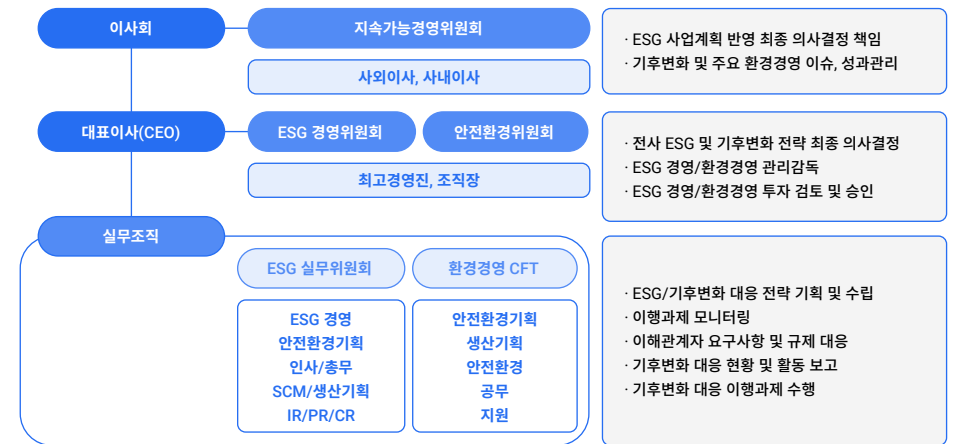 이사회
지속가능경영위원회
사외이사, 사내이사
· ESG 사업계획 반영 최종 의사결정 책임
· 기후변화 및 주요 환경경영 이슈, 성과관리
대표이사(CEO)
ESG 경영위원회
안전환경위원회
최고경영진, 조직장
· 전사 ESG 및 기후변화 전략 최종 의사결정
· ESG 경영/환경경영 관리감독
· ESG 경영/환경경영 투자 검토 및 승인
실무조직
ESG 실무위원회
ESG 경영
안전환경기획
인사/총무
SCM/생산기획
IR/PR/CR
환경경영 CFT
안전환경기획
생산기획
안전환경
공무
지원
· ESG/기후변화 대응 전략 기획 및 수립
· 이행과제 모니터링
· 이해관계자 요구사항 및 규제 대응
· 기후변화 대응 현황 및 활동 보고
· 기후변화 대응 이행과제 수행